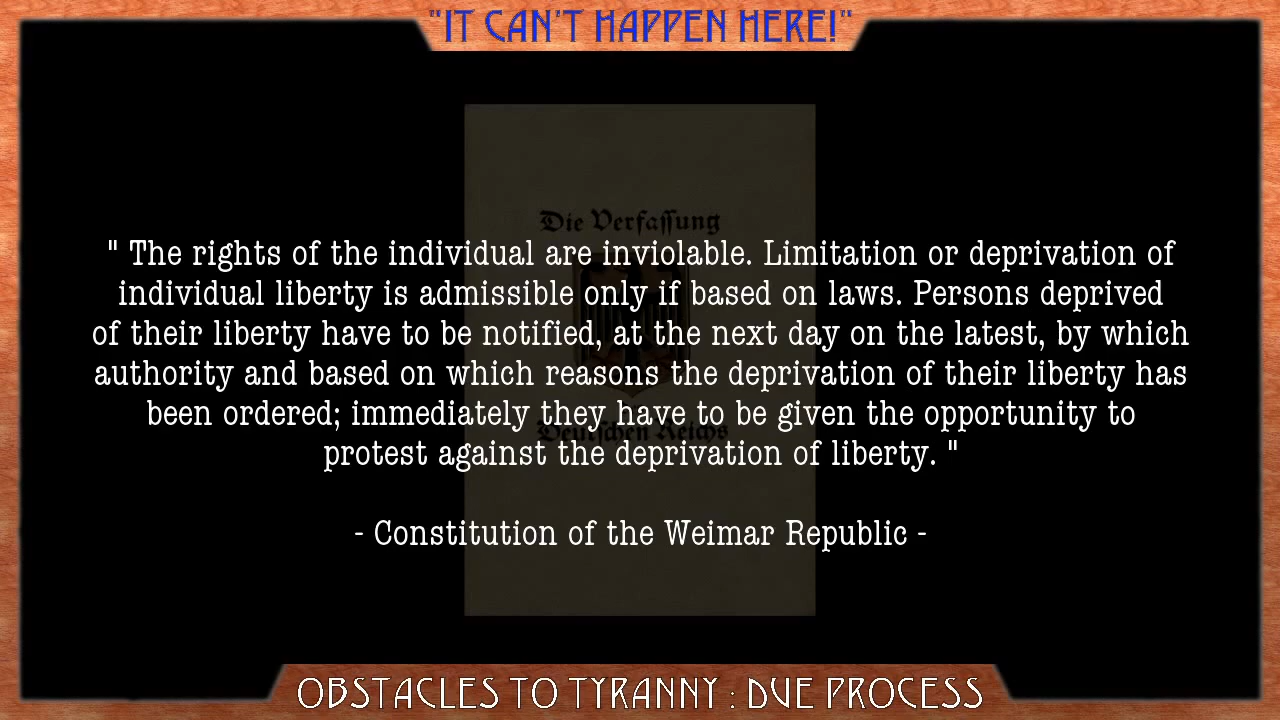 "IT CAN'T HAPPEN HERE!"
Die Verfassung
" The rights of the individual are inviolable. Limitation or deprivation of
individual liberty is admissible only if based on laws. Persons deprived
of their liberty have to be notified, at the next day on the latest, by which
authority and based on which reasons the deprivation of their liberty has
been ordered; immediately they have to be given the opportunity to
Deutschen Reichs
protest against the deprivation of liberty. "
- Constitution of the Weimar Republic -
OBSTACLES TO TYRANNY : DUE PROCESS